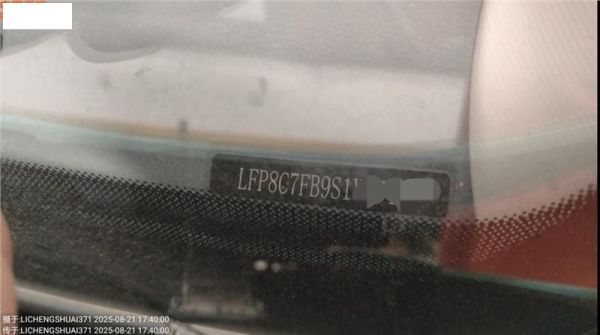 LFP8C7FB9S1
摄于:LICHENGSHUAI371 2025-08-21 17:40:00
传于:LICHENGSHUAI371 2025-08-21 17:40:00